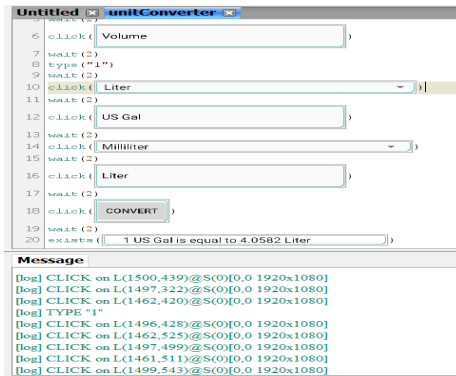 Untitled unitConverter
5 wait(2)
6 click( Volume )
7 wait(2)
8 type("1")
9 wait(2)
10 click( Liter )
11 wait(2)
12 click( US Gal )
13 wait(2)
14 click( Milliliter )
15 wait(2)
16 click( Liter )
17 wait(2)
18 click( CONVERT )
19 wait(2)
20 exists( 1 US Gal is equal to 4.0582 Liter )
Message
[log] CLICK on L(1500,439)@S(0)[0,0 1920x1080]
[log] CLICK on L(1497,322)@S(0)[0,0 1920x1080]
[log] CLICK on L(1462,420)@S(0)[0,0 1920x1080]
[log] TYPE "1"
[log] CLICK on L(1496,428)@S(0)[0,0 1920x1080]
[log] CLICK on L(1462,525)@S(0)[0,0 1920x1080]
[log] CLICK on L(1497,499)@S(0)[0,0 1920x1080]
[log] CLICK on L(1461,511)@S(0)[0,0 1920x1080]
[log] CLICK on L(1499,543)@S(0)[0,0 1920x1080]